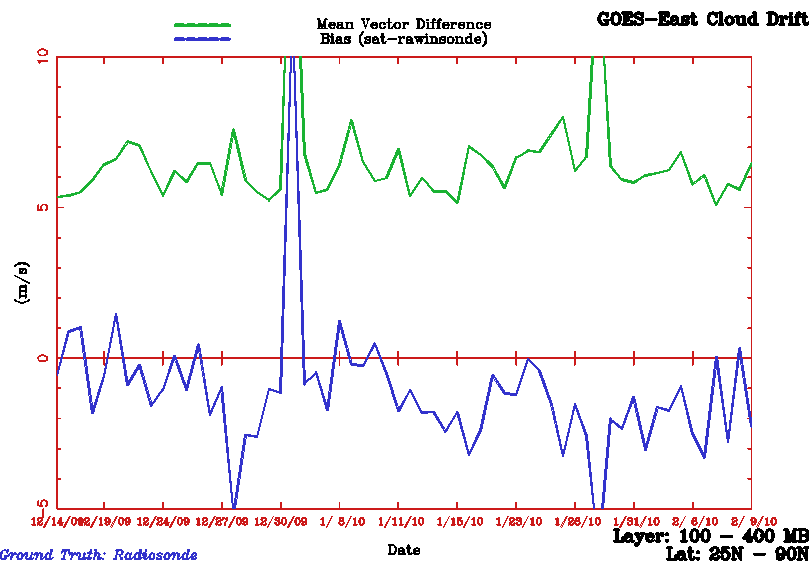 GOES-East Cloud Drift
Mean Vector Difference
Bias (sat-rawinsonde)
10
5
0
-5
(m/s)
12/14/09 12/19/09 12/24/09 12/27/09 12/30/09 1/ 5/10 1/11/10 1/15/10 1/23/10 1/26/10 1/31/10 2/ 6/10 2/ 9/10
Date
Layer: 100 - 400 MB
Lat: 25N - 90N
Ground Truth: Radiosonde